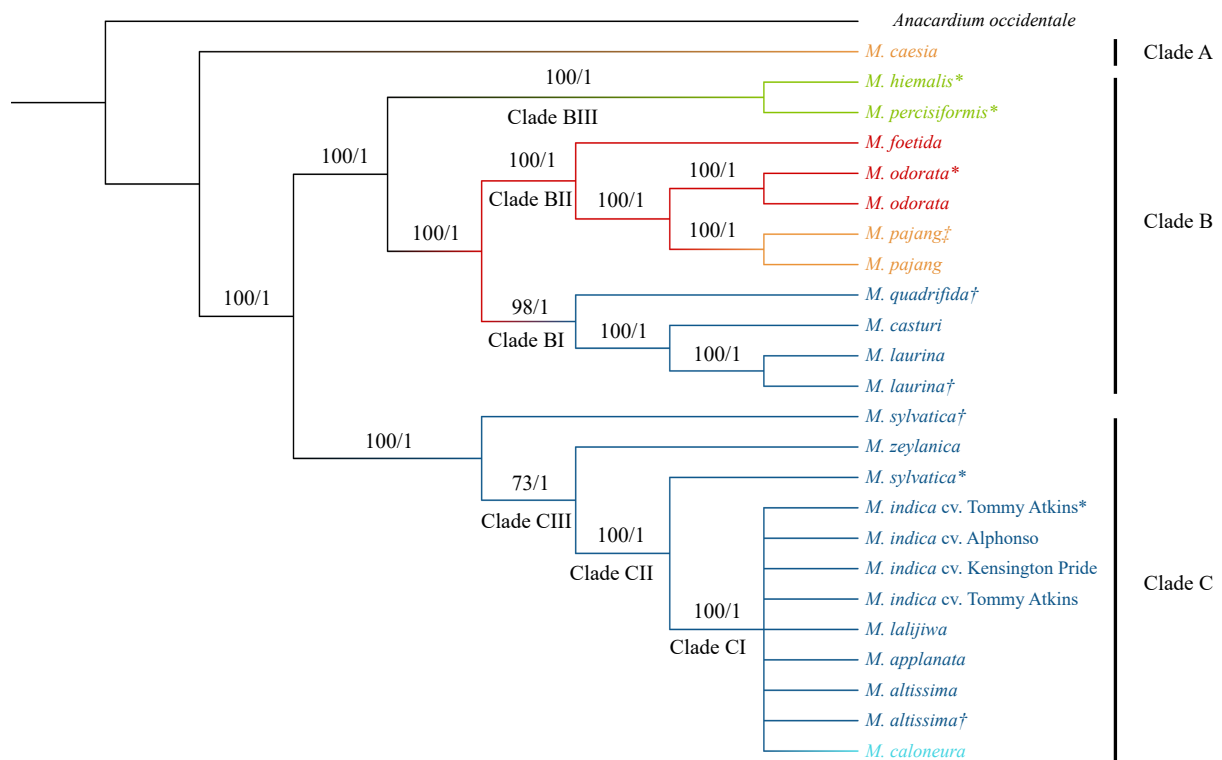 Anacardium occidentale
M. caesia
Clade A
100/1
M. hiemalis*
Clade BIII
M. percisiformis*
100/1
100/1
M. foetida
Clade BII
100/1
M. odorata*
100/1
M. odorata
Clade B
100/1
100/1
M. pajang‡
M. pajang
100/1
98/1
M. quadrifida†
Clade BI
100/1
M. casturi
100/1
M. laurina
M. laurina†
100/1
M. sylvatica†
M. zeylanica
73/1
M. sylvatica*
Clade CIII
M. indica cv. Tommy Atkins*
100/1
M. indica cv. Alphonso
Clade CII
M. indica cv. Kensington Pride
Clade C
M. indica cv. Tommy Atkins
100/1
M. lalijiwa
Clade CI
M. applanata
M. altissima
M. altissima†
M. caloneura